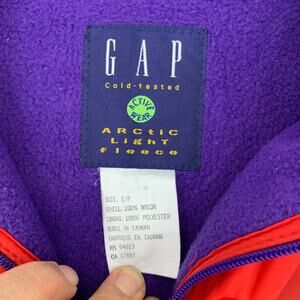 GAP
Cold-tested
ACTIVE
WEAR
ARCtic
Light
fleece
SIZE: S/P
SHELL: 100% NYLON
LINING: 100% POLYESTER
MADE IN TAIWAN
FABRIQUE EN TAIWAN
RN 54023
CA 17897